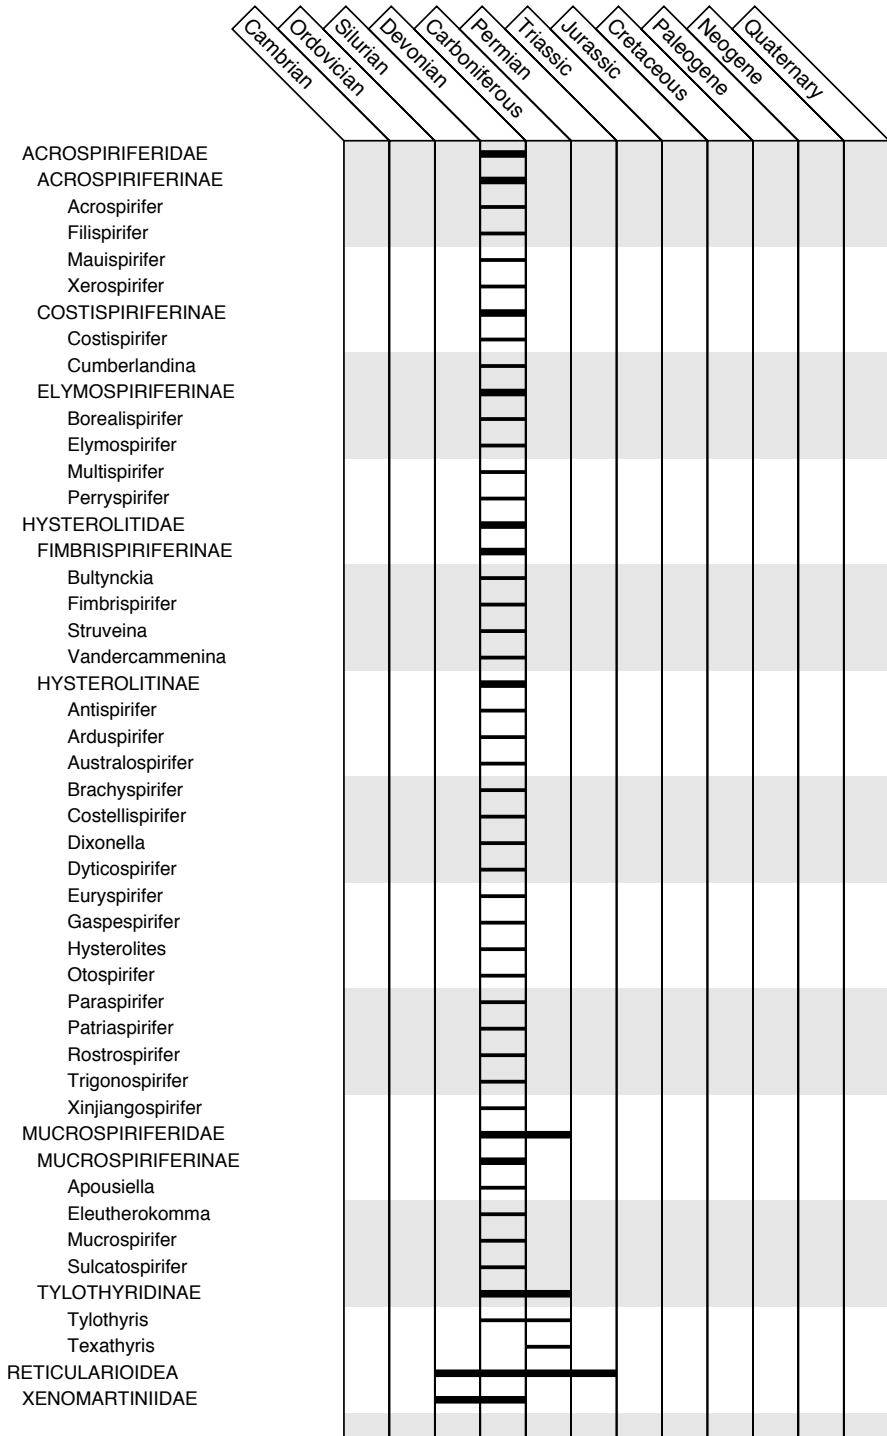 Cambrian
Ordovician
Silurian
Devonian
Carboniferous
Permian
Triassic
Jurassic
Cretaceous
Paleogene
Neogene
Quaternary
ACROSPIRIFERIDAE
ACROSPIRIFERINAE
Acrospirifer
Filispirifer
Mauispirifer
Xerospirifer
COSTISPIRIFERINAE
Costispirifer
Cumberlandina
ELYMOSPIRIFERINAE
Borealispirifer
Elymospirifer
Multispirifer
Perryspirifer
HYSTEROLITIDAE
FIMBRISPIRIFERINAE
Bultynckia
Fimbrispirifer
Struveina
Vandercammenina
HYSTEROLITINAE
Antispirifer
Arduspirifer
Australospirifer
Brachyspirifer
Costellispirifer
Dixonella
Dyticospirifer
Euryspirifer
Gaspespirifer
Hysterolites
Otospirifer
Paraspirifer
Patriaspirifer
Rostrospirifer
Trigonospirifer
Xinjiangospirifer
MUCROSPIRIFERIDAE
MUCROSPIRIFERINAE
Apousiella
Eleutherokomma
Mucrospirifer
Sulcatospirifer
TYLOTHYRIDINAE
Tylothyris
Texathyris
RETICULARIOIDEA
XENOMARTINIIDAE